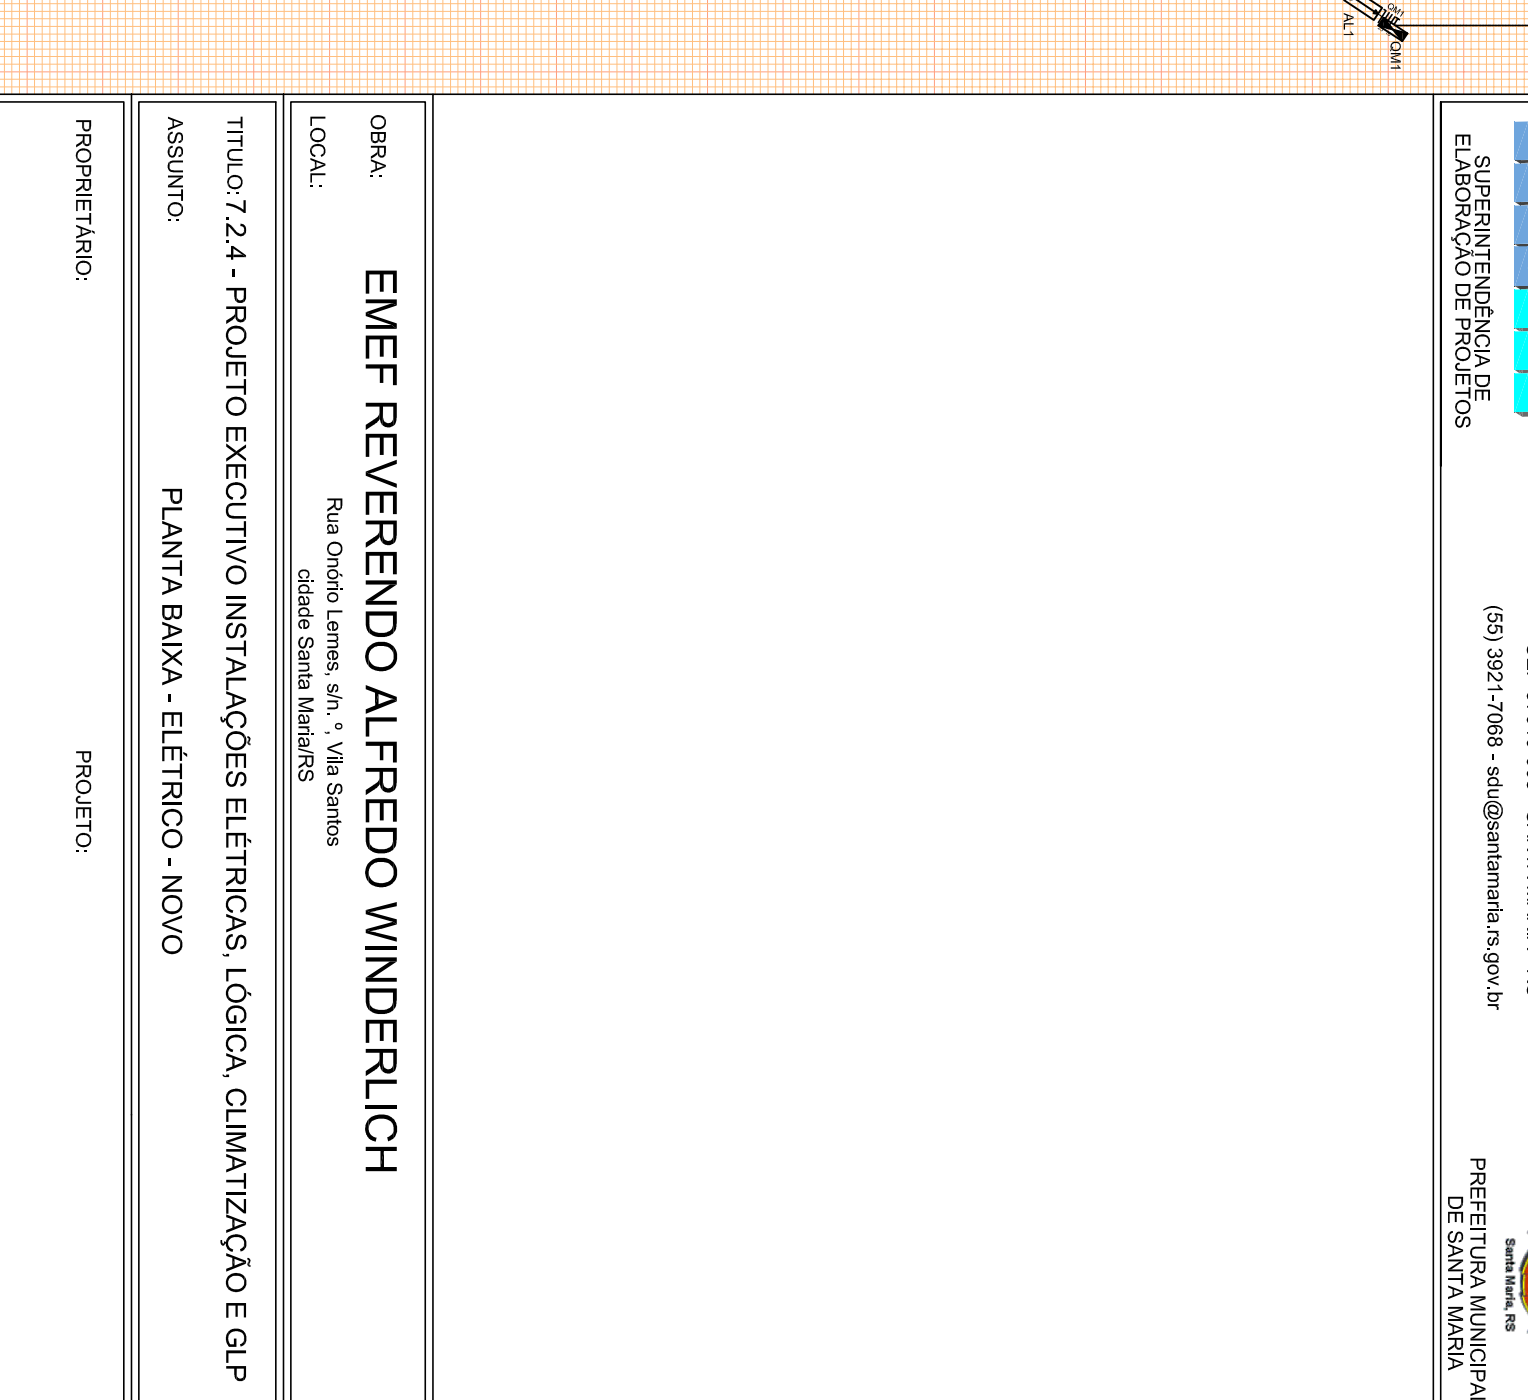 QM1
AL1
QM1
(55) 3921-7068 - sdu@santamaria.rs.gov.br
Santa Maria, RS
SUPERINTENDÊNCIA DE
ELABORAÇÃO DE PROJETOS
PREFEITURA MUNICIPAL
DE SANTA MARIA
OBRA:
EMEF REVERENDO ALFREDO WINDERLICH
LOCAL:
Rua Onório Lemes, s/n. º, Vila Santos
cidade Santa Maria/RS
TITULO: 7.2.4 - PROJETO EXECUTIVO INSTALAÇÕES ELÉTRICAS, LÓGICA, CLIMATIZAÇÃO E GLP
ASSUNTO:
PLANTA BAIXA - ELÉTRICO - NOVO
PROPRIETÁRIO:
PROJETO: